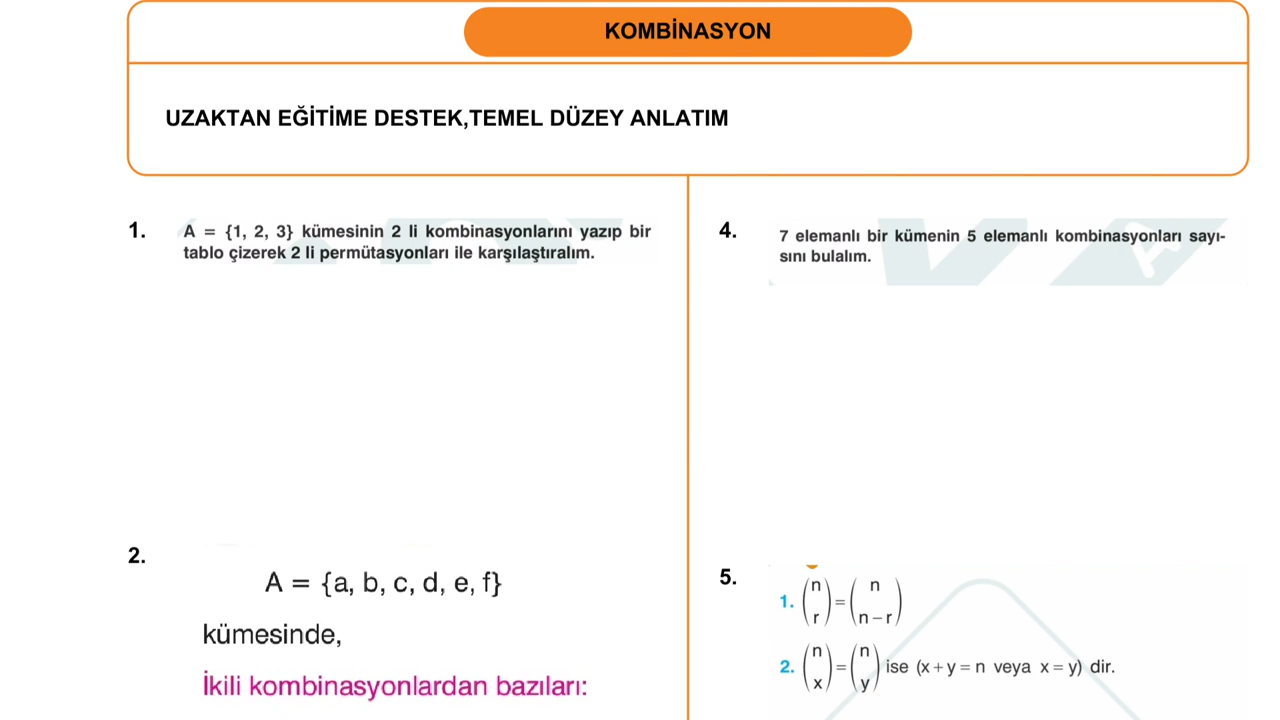 KOMBİNASYON
UZAKTAN EĞİTİME DESTEK,TEMEL DÜZEY ANLATIM
1. A = {1, 2, 3} kümesinin 2 li kombinasyonlarını yazıp bir
tablo çizerek 2 li permütasyonları ile karşılaştıralım.
2.
A = {a, b, c, d, e, f}
kümesinde,
İkili kombinasyonlardan bazıları:
4. 7 elemanlı bir kümenin 5 elemanlı kombinasyonları sayı-
sını bulalım.
5.
1. (n r) = (n n – r)
2. (n x) = (n y) ise (x + y = n veya x = y) dir.